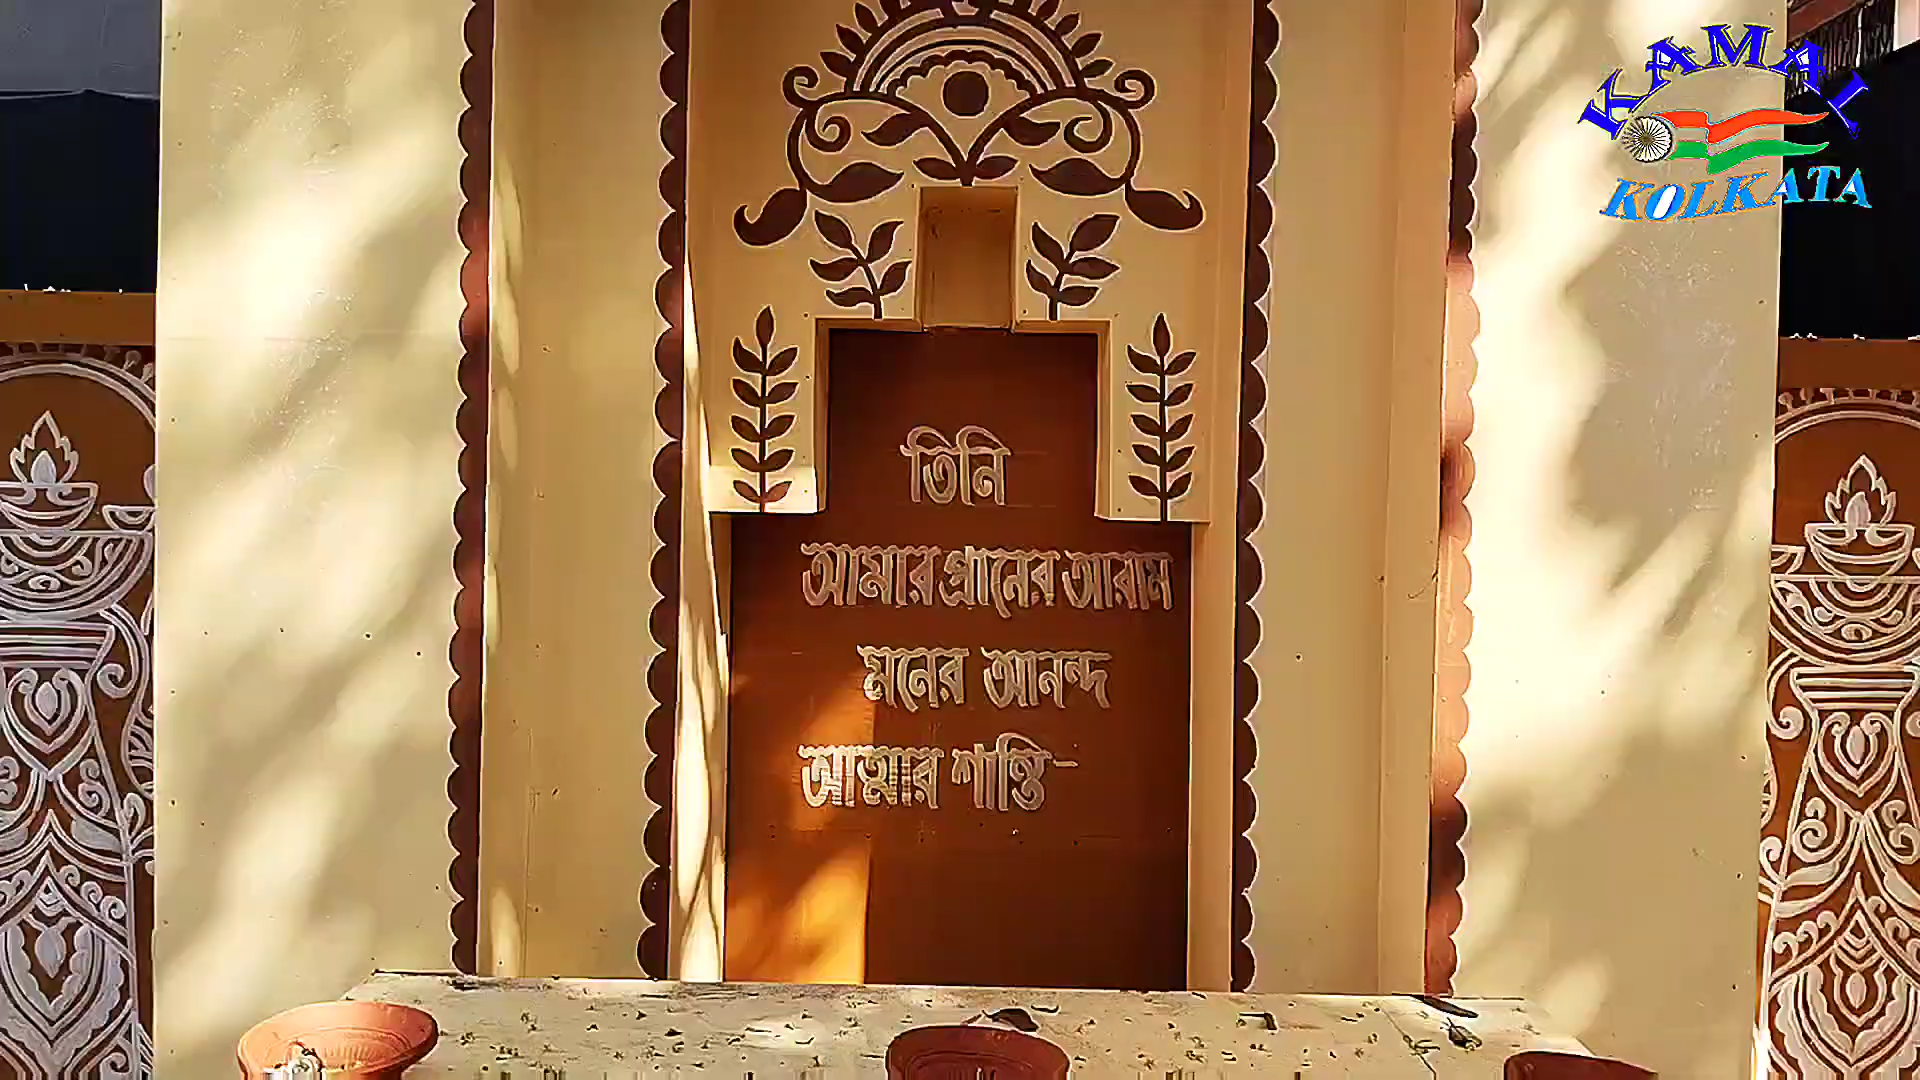 KAMAL
KOLKATA
তিনি
আমার প্রানের আরাম
মনের আনন্দ
আত্মার শান্তি-